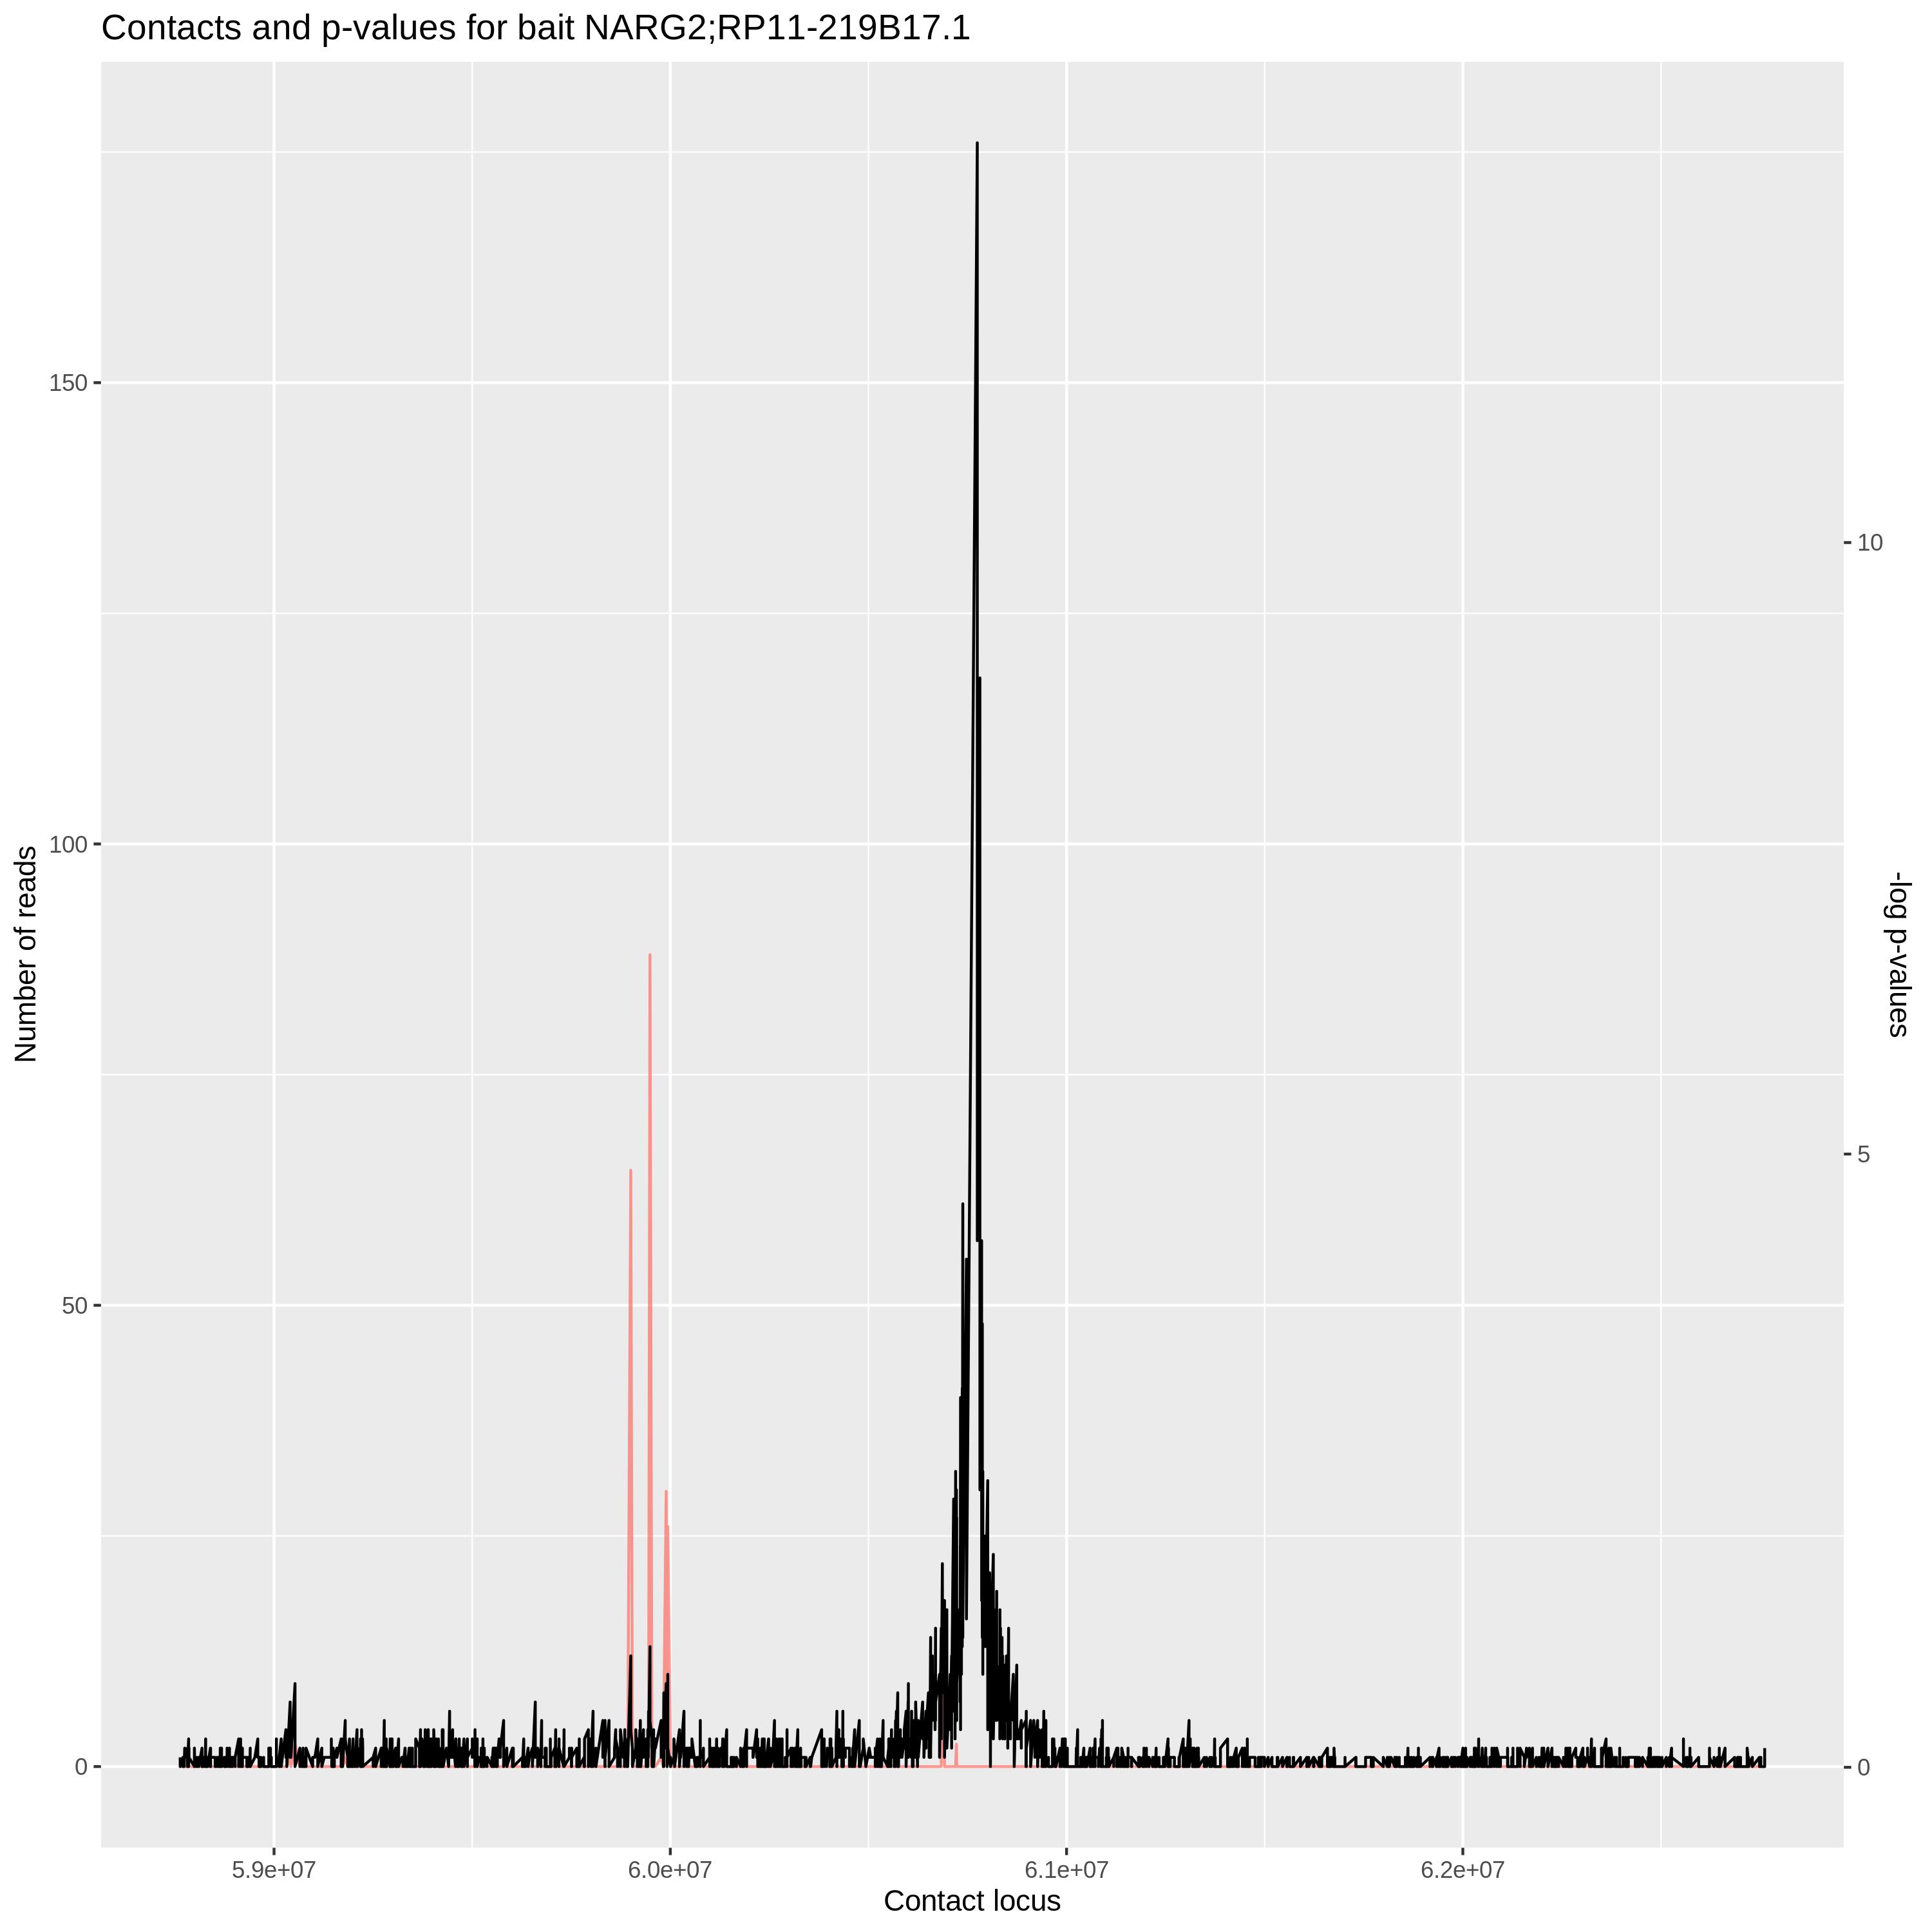 Contacts and p-values for bait NARG2;RP11-219B17.1
150
100
50
0
Number of reads
10
5
0
-log p-values
5.9e+07
6.0e+07
6.1e+07
6.2e+07
Contact locus